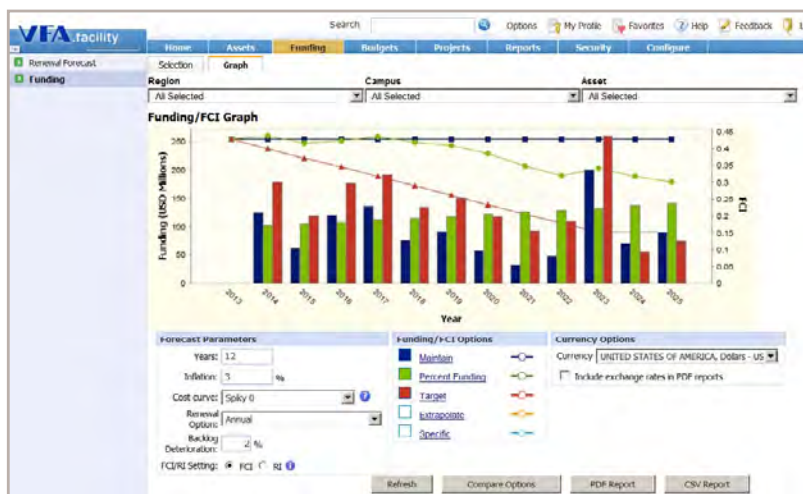 VFA.facility
Search Options My Profile Favorites Help Feedback
Home Assets Funding Budgets Projects Reports Security Configure
Renewal Forecast
Funding
Selection Graph
Region Campus Asset
All Selected All Selected All Selected
Funding/FCI Graph
Funding (USD Millions)
250
200
150
100
50
0
0.45
0.4
0.35
0.3
0.25
0.2
0.15
0.1
0.05
0
FCI
2013 2014 2015 2016 2017 2018 2019 2020 2021 2022 2023 2024 2025
Year
Forecast Parameters
Years: 12
Inflation: 3 %
Cost curve: Spiky 0
Renewal
Option: Annual
Backlog
Deterioration: 2 %
FCI/RI Setting: FCI RI
Funding/FCI Options
Maintain
Percent Funding
Target
Extrapolate
Specific
Currency Options
Currency UNITED STATES OF AMERICA, Dollars - US
Include exchange rates in PDF reports
Refresh Compare Options PDF Report CSV Report